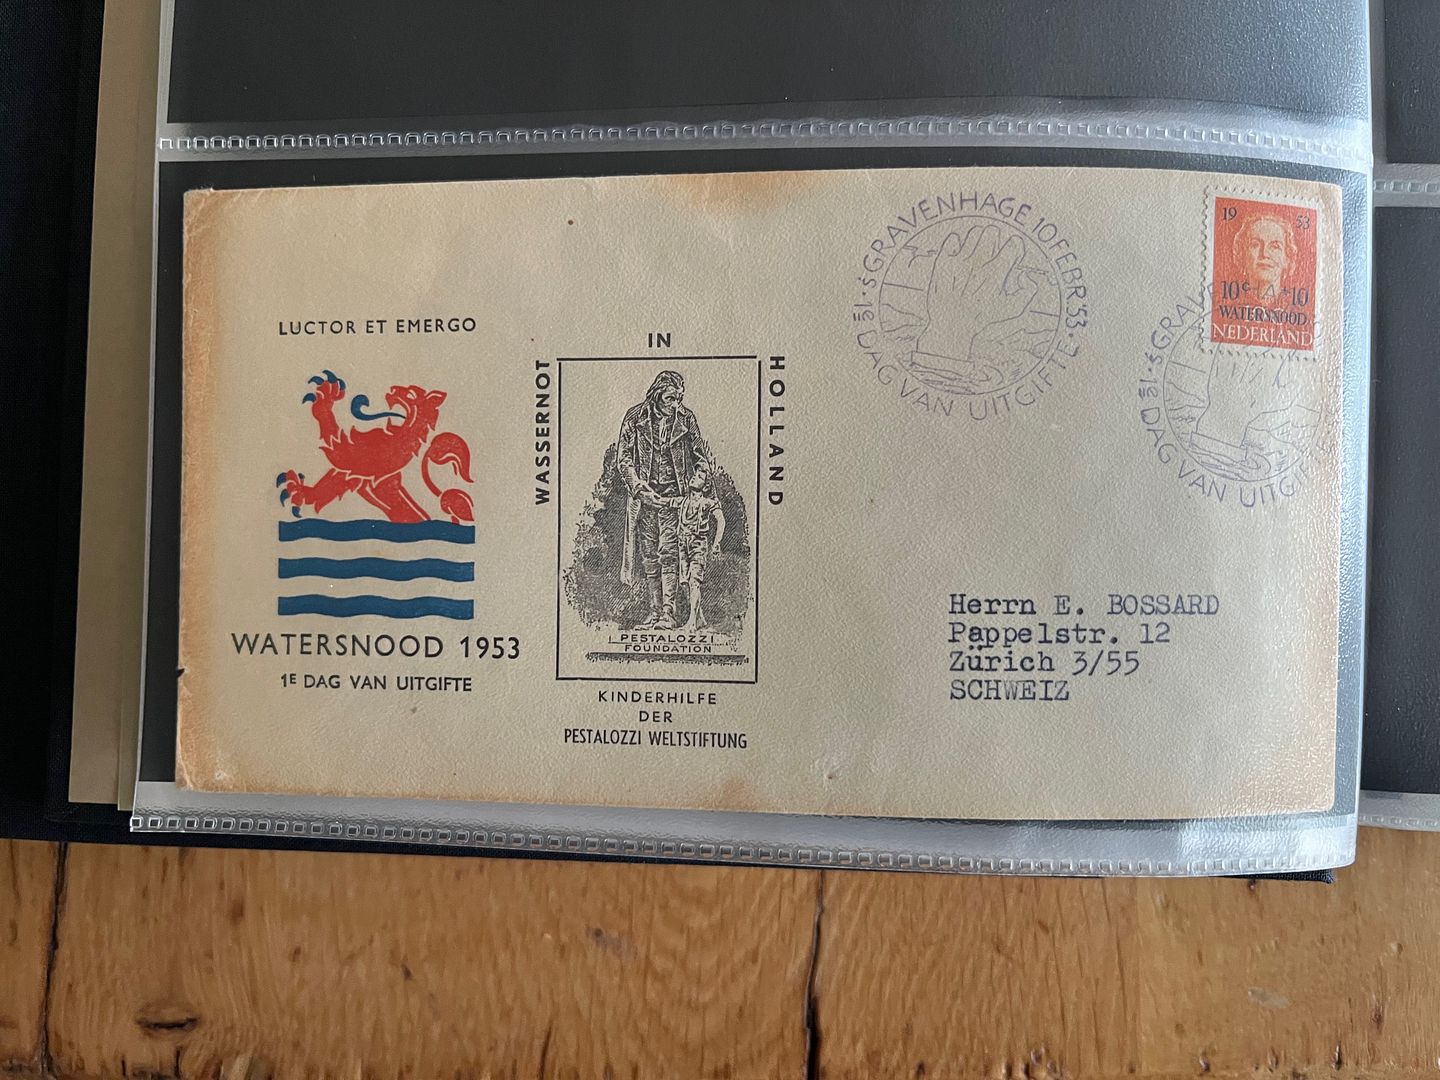 LUCTOR ET EMERGO
WATERSNOOD 1953
1E DAG VAN UITGIFTE
WASSERNOT
IN
HOLLAND
PESTALOZZI
FOUNDATION
KINDERHILFE
DER
PESTALOZZI WELTSTIFTUNG
'S GRAVENHAGE 10 FEBR '53.
1E DAG VAN UITGIFTE
19 53
10c +10
WATERSNOOD
NEDERLAND
1E DAG VAN
Herrn E. BOSSARD
Pappelstr. 12
Zürich 3/55
SCHWEIZ